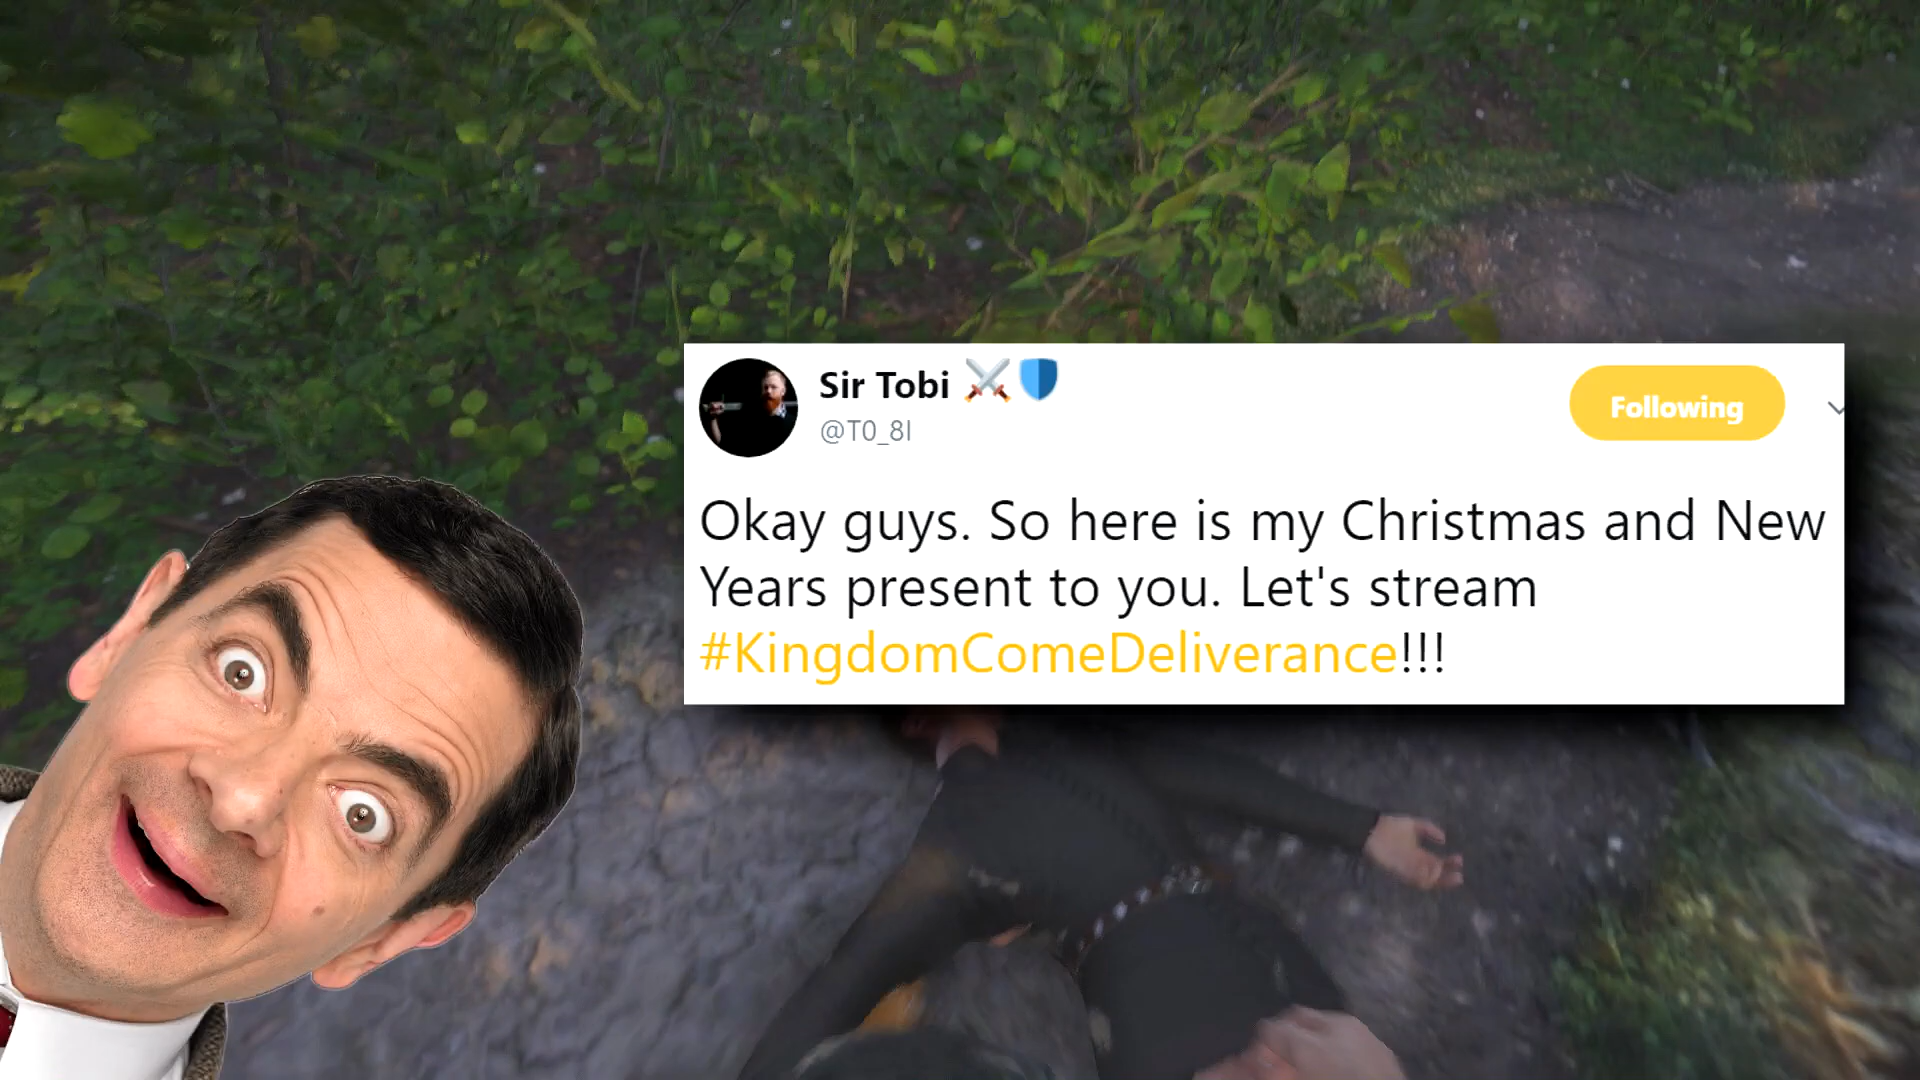 Sir Tobi ⚔🛡
@T0_8I
Following
Okay guys. So here is my Christmas and New
Years present to you. Let's stream
#KingdomComeDeliverance!!!